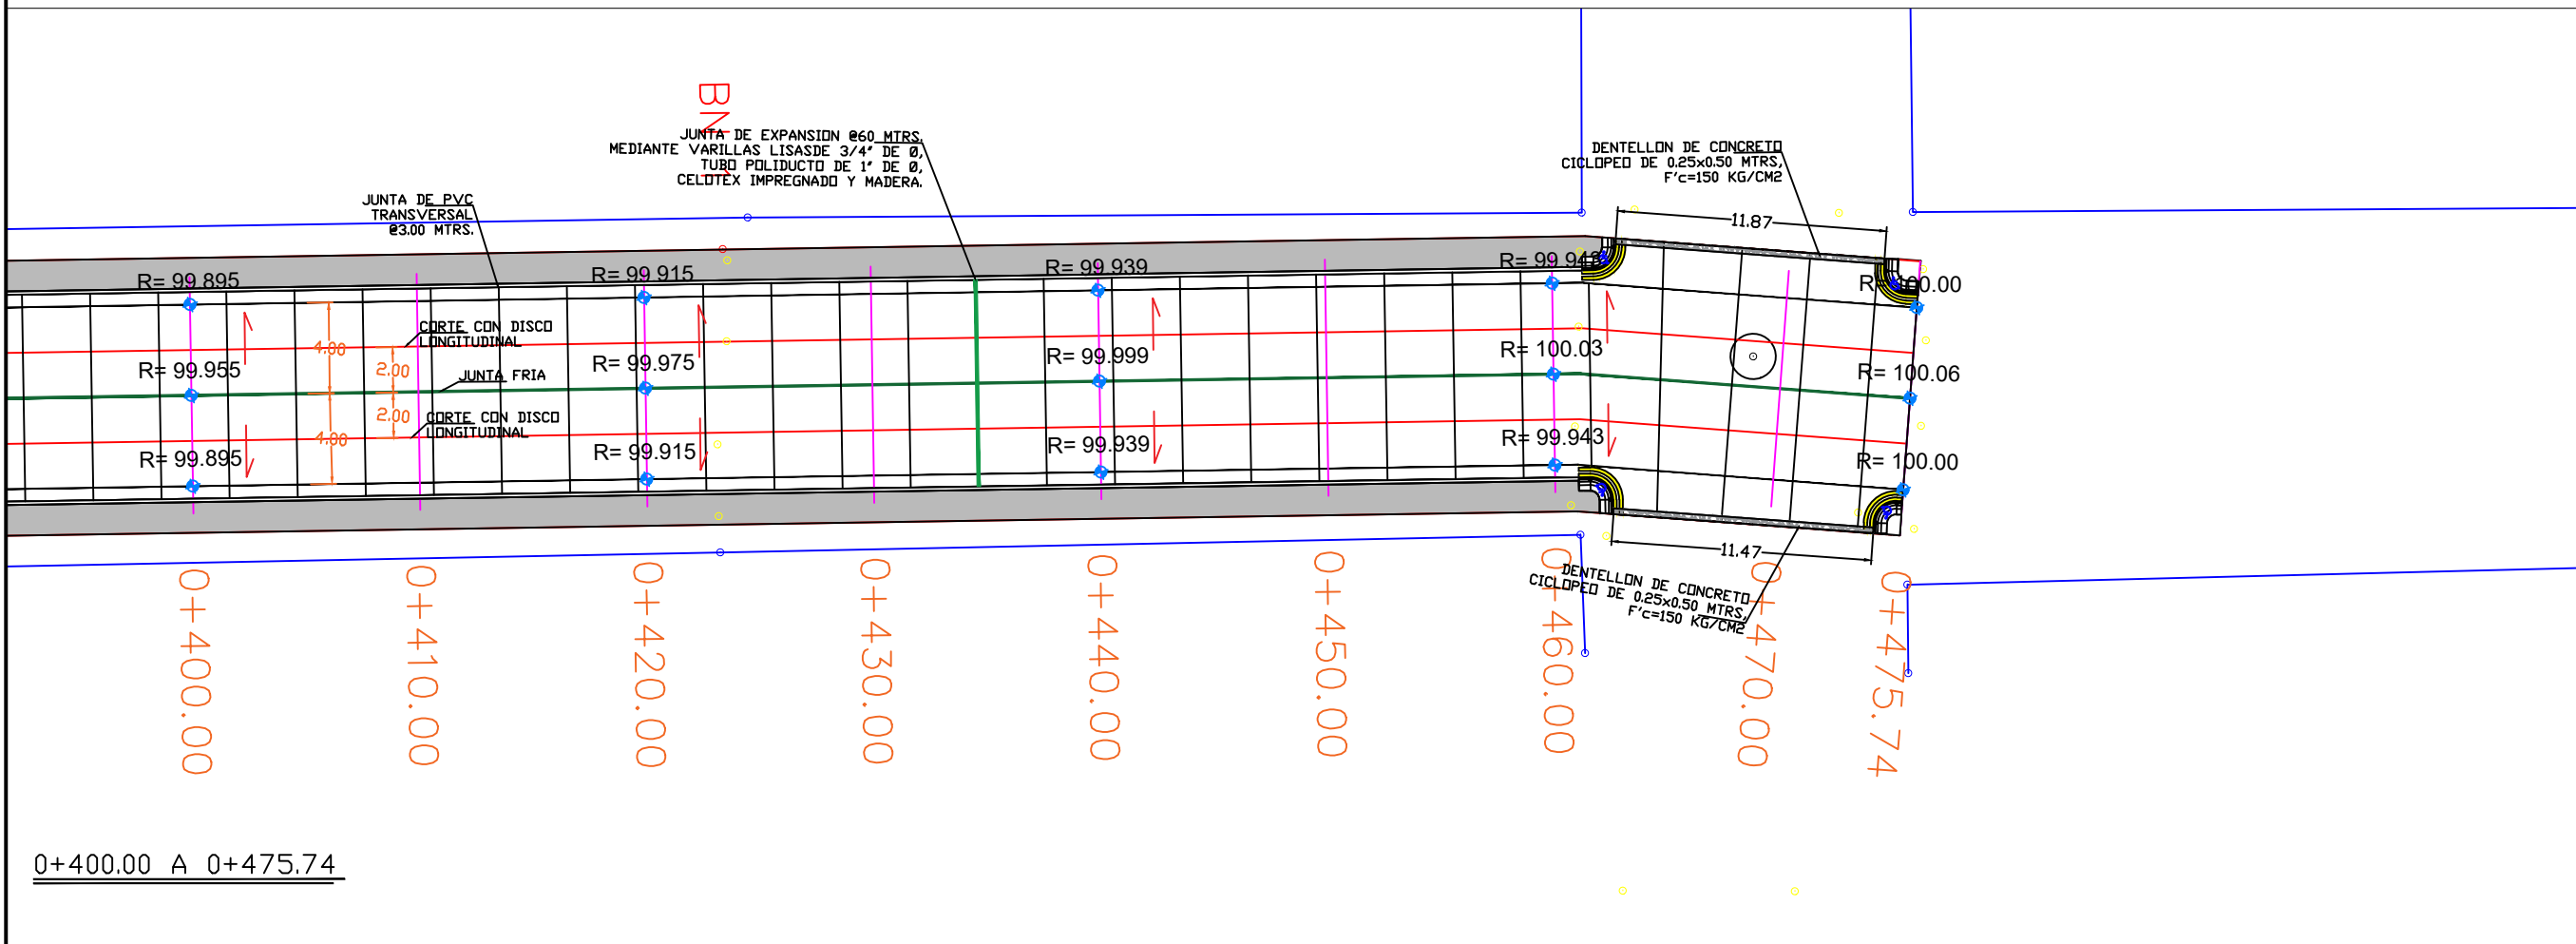 BM
JUNTA DE EXPANSION @60 MTRS,
MEDIANTE VARILLAS LISASDE 3/4" DE Ø,
TUBO POLIDUCTO DE 1" DE Ø,
CELOTEX IMPREGNADO Y MADERA.
DENTELLON DE CONCRETO
CICLOPEO DE 0.25x0.50 MTRS,
F'c=150 KG/CM2
JUNTA DE PVC
TRANSVERSAL
@3.00 MTRS.
11.87
R= 99.895
R= 99.915
R= 99.939
R= 99.943
R= 100.00
CORTE CON DISCO
LONGITUDINAL
4.00
2.00
R= 99.955
R= 99.975
R= 99.999
R= 100.03
R= 100.06
JUNTA FRIA
2.00
4.00
CORTE CON DISCO
LONGITUDINAL
R= 99.895
R= 99.915
R= 99.939
R= 99.943
R= 100.00
11.47
DENTELLON DE CONCRETO
CICLOPEO DE 0.25x0.50 MTRS,
F'c=150 KG/CM2
0+400.00
0+410.00
0+420.00
0+430.00
0+440.00
0+450.00
0+460.00
0+470.00
0+475.74
0+400.00 A 0+475.74